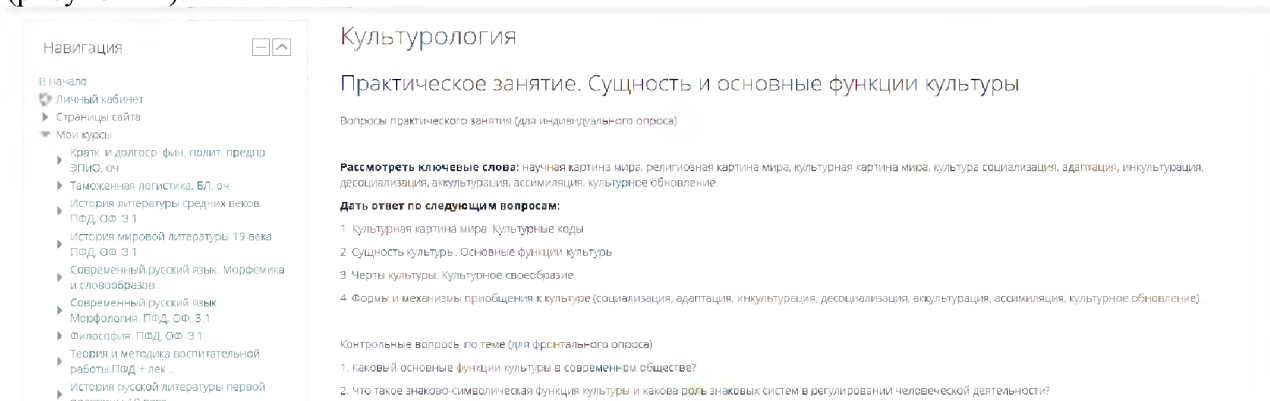 Навигация
В начало
Личный кабинет
Страницы сайта
Мои курсы
Кратк. и долгоср. фин. полит. предпр
ЭПиО, оч
Таможенная логистика, БЛ, оч
История литературы средних веков.
ПФД, ОФ. 3.1
История мировой литературы 19 века
ПФД, ОФ. 3.1
Современный русский язык. Морфемика
и словообразов...
Современный русский язык
Морфология. ПФД, ОФ. 3.1
Философия. ПФД, ОФ. 3.1
Теория и методика воспитательной
работы.ПФД + лек...
История русской литературы первой
Культурология
Практическое занятие. Сущность и основные функции культуры
Вопросы практического занятия (для индивидуального опроса)
Рассмотреть ключевые слова: научная картина мира, религиозная картина мира, культурная картина мира, культура социализация, адаптация, инкультурация,
десоциализация, аккультурация, ассимиляция, культурное обновление.
Дать ответ по следующим вопросам:
1. Культурная картина мира. Культурные коды
2. Сущность культуры. Основные функции культуры
3. Черты культуры. Культурное своеобразие
4. Формы и механизмы приобщения к культуре (социализация, адаптация, инкультурация, десоциализация, аккультурация, ассимиляция, культурное обновление).
Контрольные вопросы по теме (для фронтального опроса)
1. Каковый основные функции культуры в современном обществе?
2. Что такое знаково-символическая функция культуры и какова роль знаковых систем в регулировании человеческой деятельности?